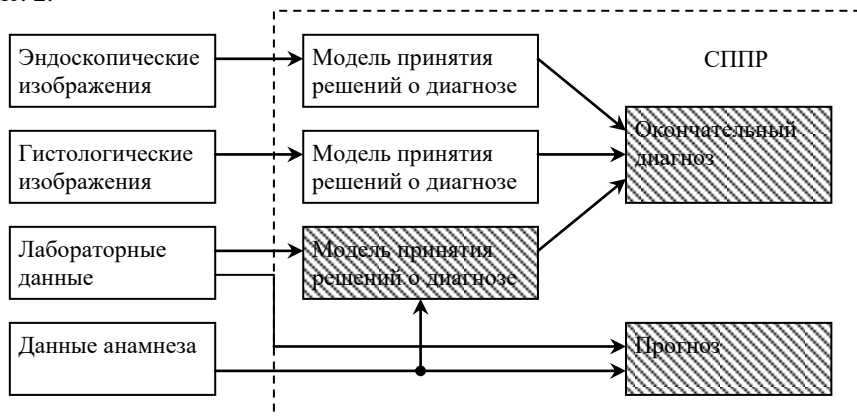 Эндоскопические
изображения
Модель принятия
решений о диагнозе
СППР
Окончательный
диагноз
Гистологические
изображения
Модель принятия
решений о диагнозе
Лабораторные
данные
Модель принятия
решений о диагнозе
Данные анамнеза
Прогноз